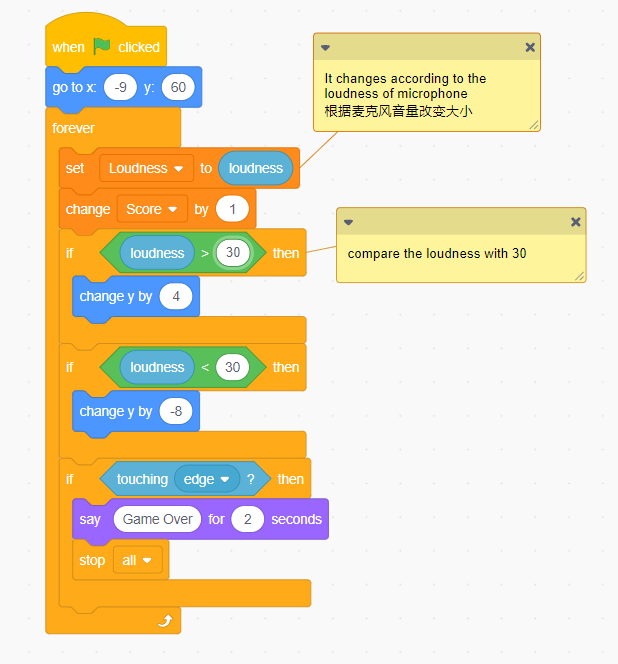 when clicked
go to x: -9 y: 60
forever
It changes according to the
loudness of microphone
根据麦克风音量改变大小
set Loudness to loudness
change Score by 1
if loudness > 30 then
compare the loudness with 30
change y by 4
if loudness < 30 then
change y by -8
if touching edge ? then
say Game Over for 2 seconds
stop all